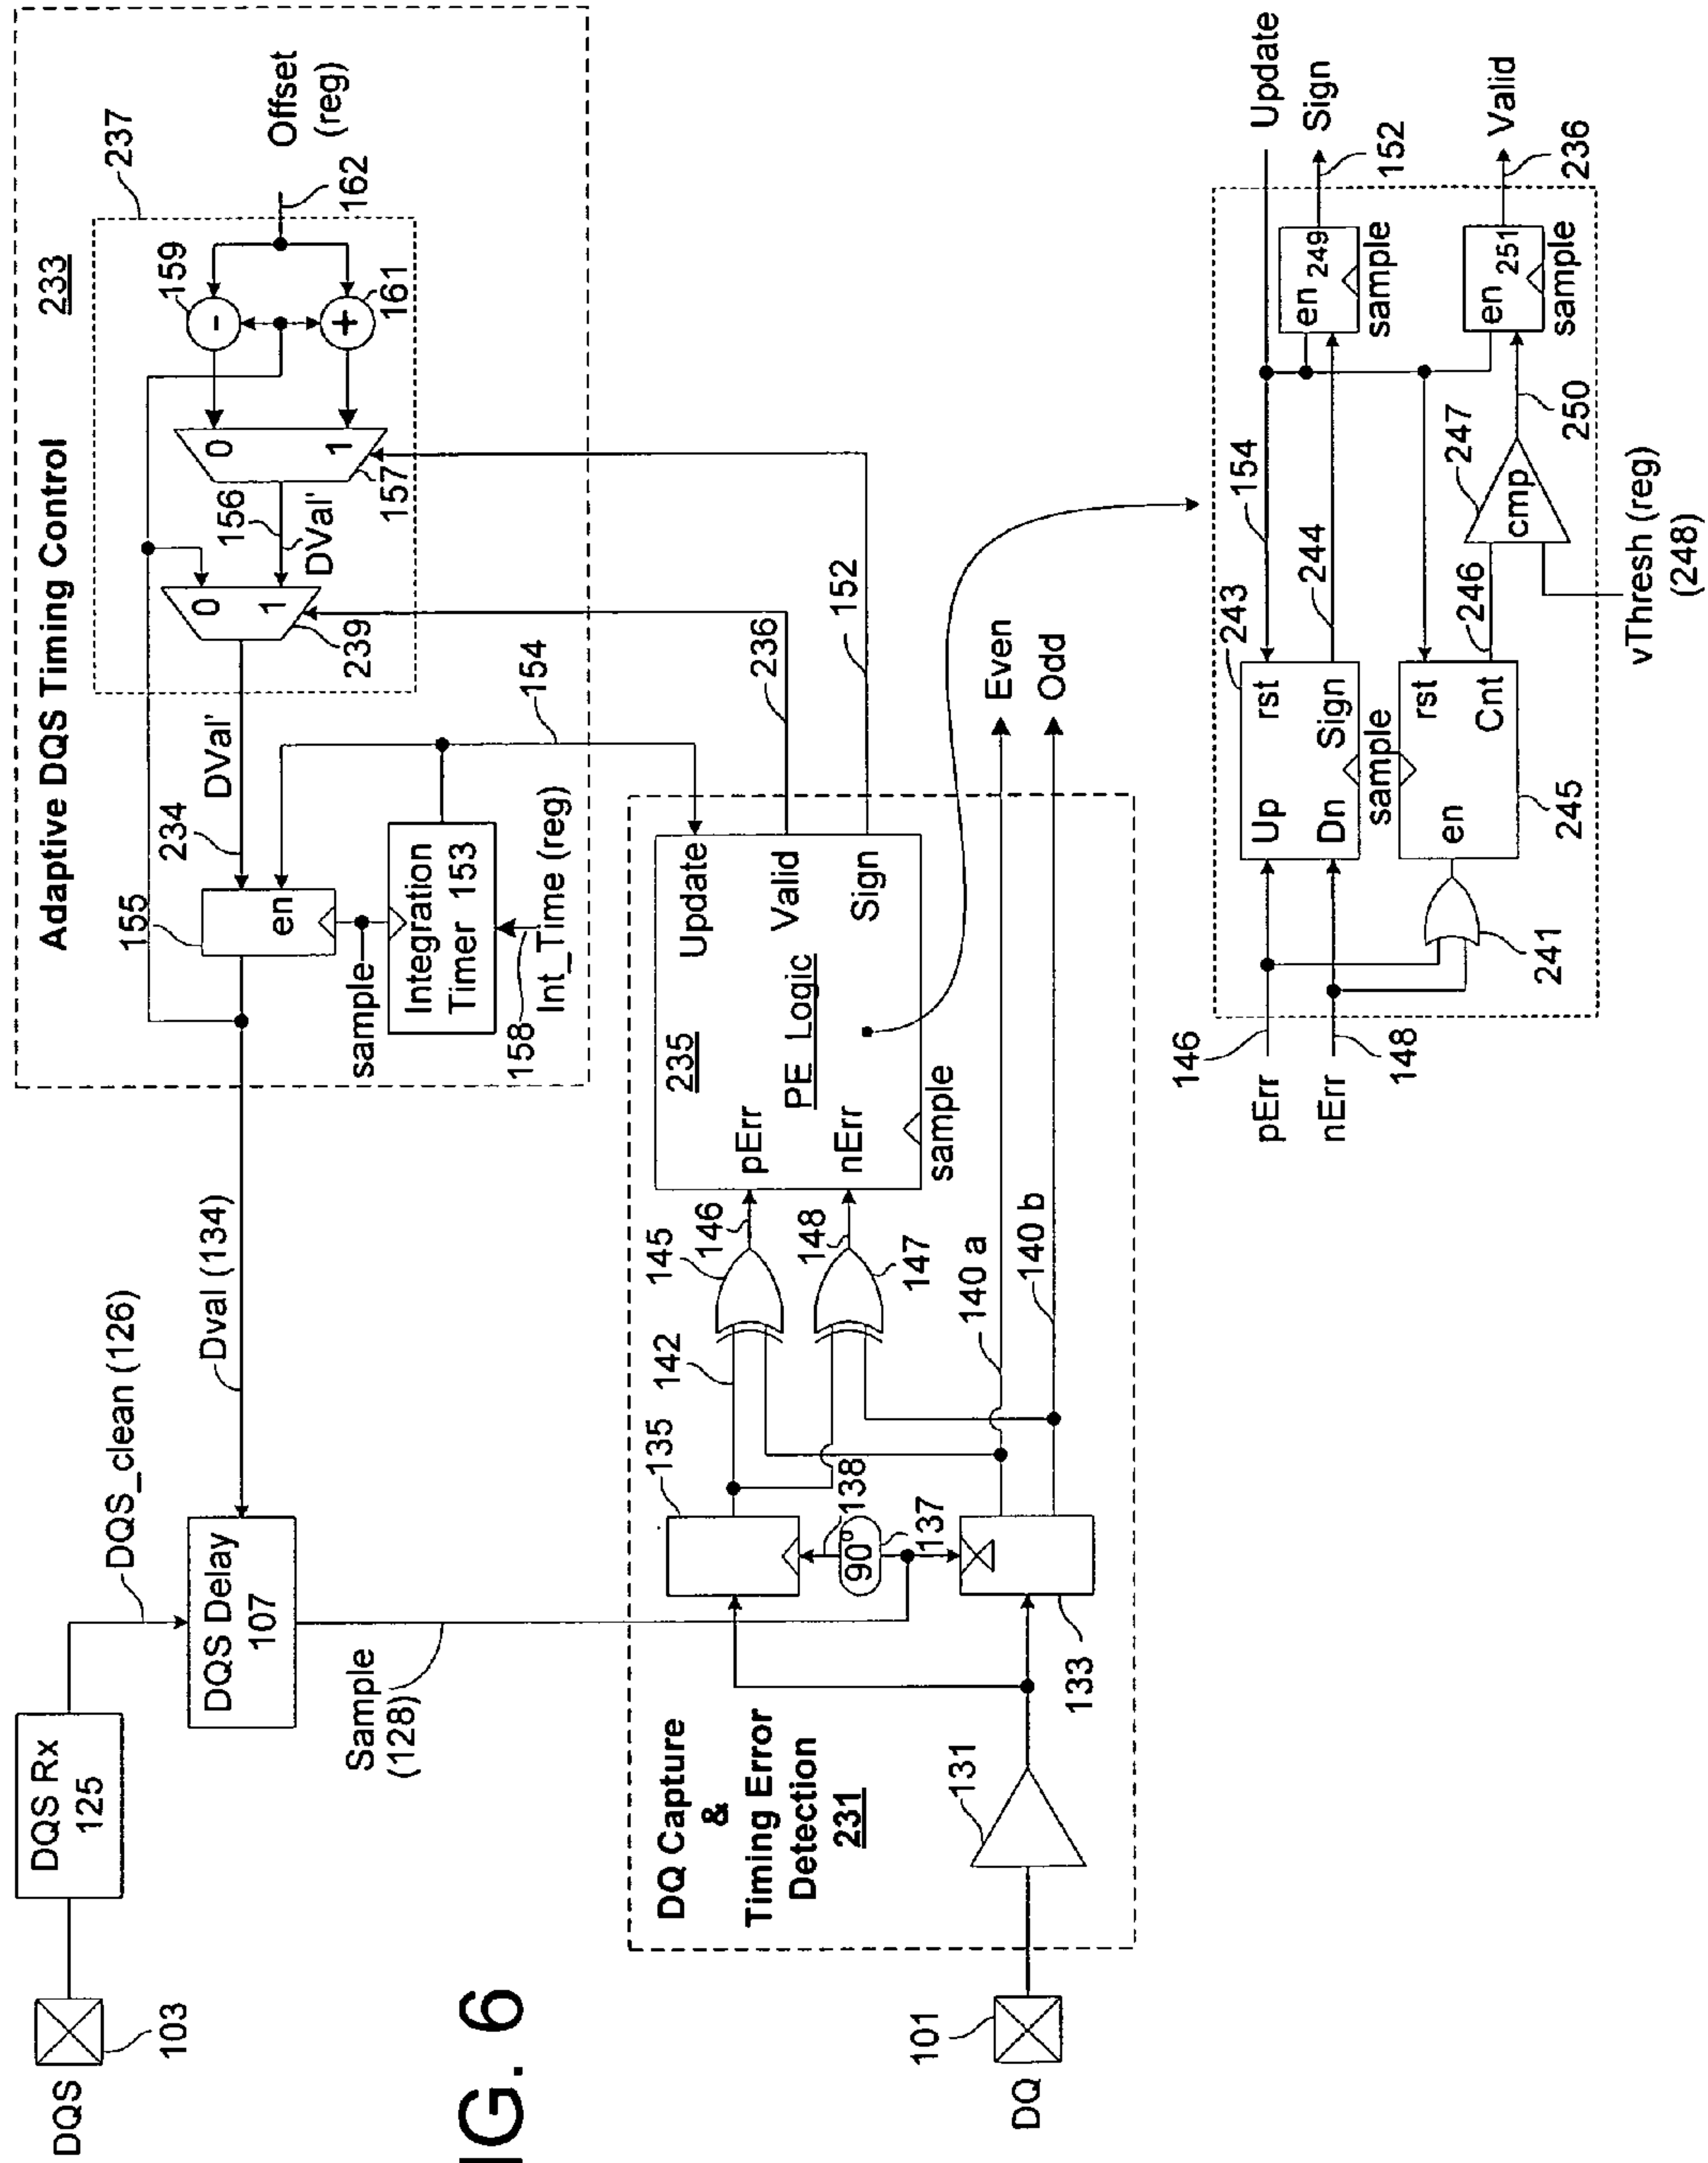 DQS
103
DQS Rx
125
DQS_clean (126)
DQS Delay
107
Dval (134)
Sample
(128)
Adaptive DQS Timing Control
233
155
en
234
DVal'
sample
Integration
Timer 153
158
Int_Time (reg)
154
239
0
1
156
DVal'
157
0
1
237
159
-
+
161
162
Offset
(reg)
DQ Capture
&
Timing Error
Detection
231
DQ
101
131
133
135
90°
137
138
142
145
146
147
148
140 a
140 b
235
PE Logic
pErr
nErr
Update
Valid
Sign
sample
236
152
Even
Odd
pErr
146
nErr
148
241
Up
Dn
rst
Sign
243
sample
en
rst
Cnt
245
154
244
246
247
cmp
250
vThresh (reg)
(248)
en
249
sample
en
251
sample
Update
Sign
152
Valid
236
IG. 6